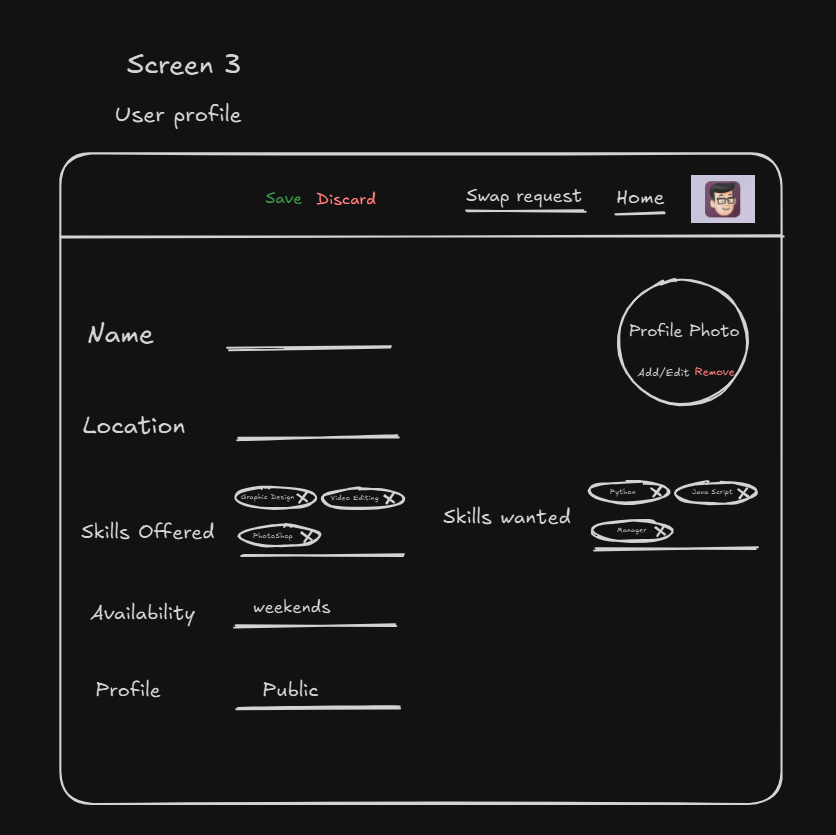 Screen 3
User profile
Save Discard Swap request Home
Name
Profile Photo
Add/Edit Remove
Location
Graphic Design X Video Editing X
PhotoShop X
Skills Offered
Python X Java Script X
Manager X
Skills wanted
Availability weekends
Profile Public